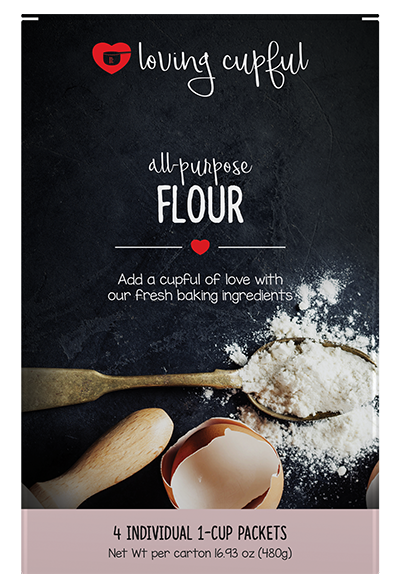 loving cupful
all-purpose
FLOUR
Add a cupful of love with
our fresh baking ingredients
4 INDIVIDUAL 1-CUP PACKETS
Net Wt per carton 16.93 oz (480g)